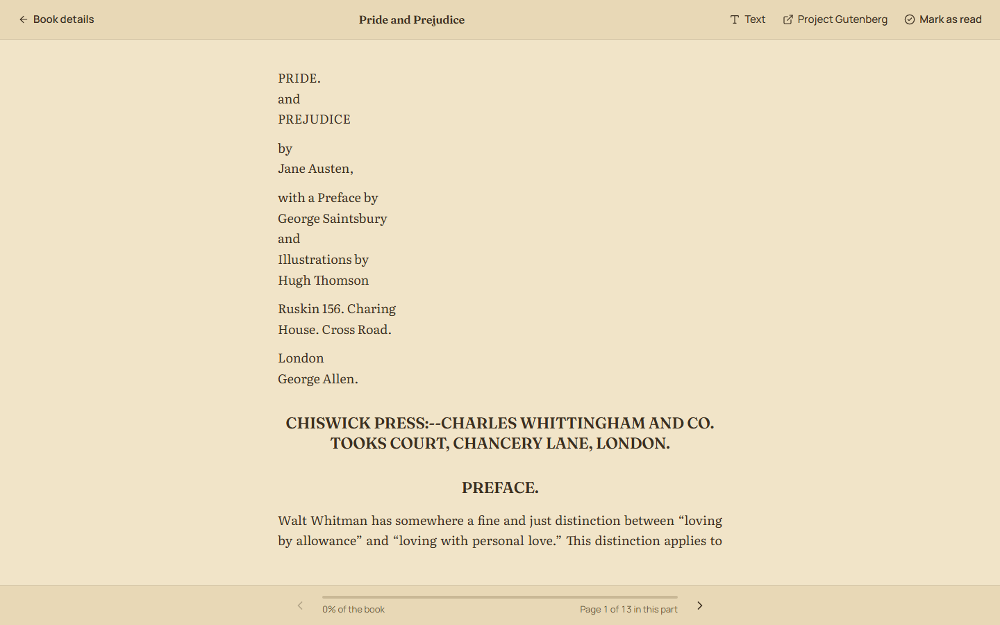 Book details
Pride and Prejudice
Text
Project Gutenberg
Mark as read
PRIDE.
and
PREJUDICE
by
Jane Austen,
with a Preface by
George Saintsbury
and
Illustrations by
Hugh Thomson
Ruskin 156. Charing
House. Cross Road.
London
George Allen.
CHISWICK PRESS:--CHARLES WHITTINGHAM AND CO.
TOOKS COURT, CHANCERY LANE, LONDON.
PREFACE.
Walt Whitman has somewhere a fine and just distinction between “loving
by allowance” and “loving with personal love.” This distinction applies to
0% of the book
Page 1 of 13 in this part